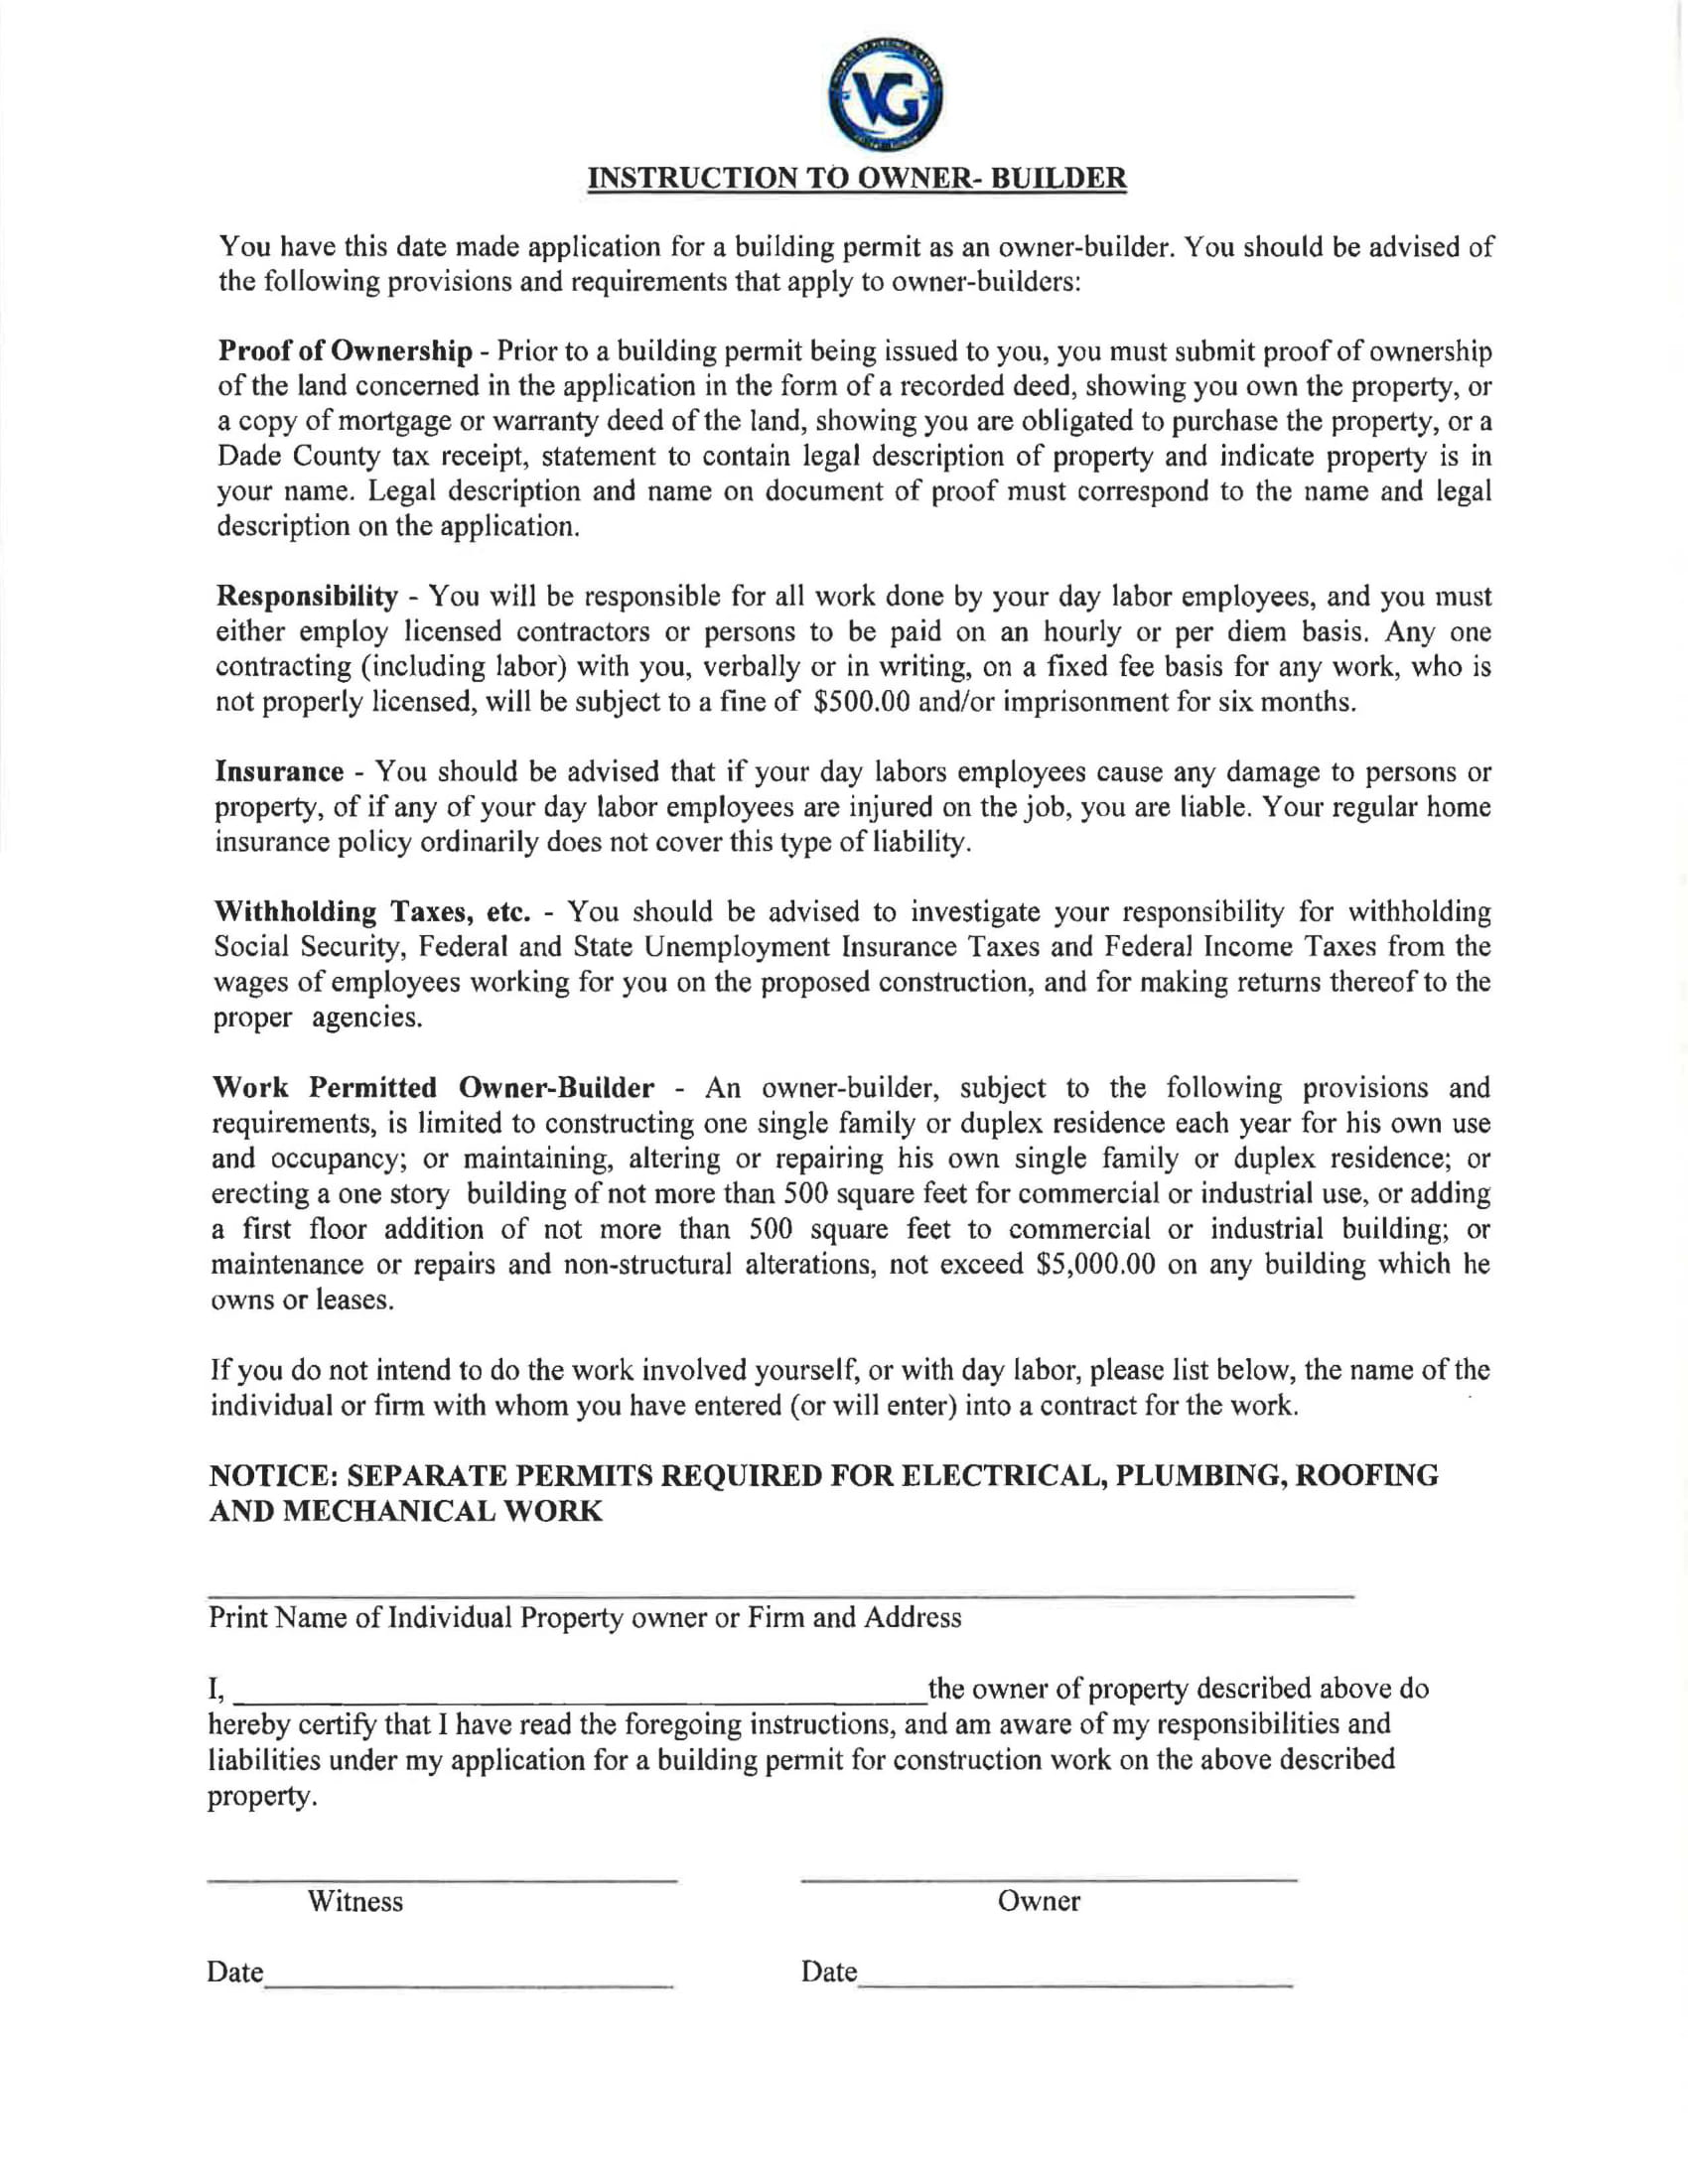 VG
INSTRUCTION TO OWNER- BUILDER
You have this date made application for a building permit as an owner-builder. You should be advised of
the following provisions and requirements that apply to owner-builders:
Proof of Ownership - Prior to a building permit being issued to you, you must submit proof of ownership
of the land concerned in the application in the form of a recorded deed, showing you own the property, or
a copy of mortgage or warranty deed of the land, showing you are obligated to purchase the property, or a
Dade County tax receipt, statement to contain legal description of property and indicate property is in
your name. Legal description and name on document of proof must correspond to the name and legal
description on the application.
Responsibility - You will be responsible for all work done by your day labor employees, and you must
either employ licensed contractors or persons to be paid on an hourly or per diem basis. Any one
contracting (including labor) with you, verbally or in writing, on a fixed fee basis for any work, who is
not properly licensed, will be subject to a fine of $500.00 and/or imprisonment for six months.
Insurance - You should be advised that if your day labors employees cause any damage to persons or
property, of if any of your day labor employees are injured on the job, you are liable. Your regular home
insurance policy ordinarily does not cover this type of liability.
Withholding Taxes, etc. - You should be advised to investigate your responsibility for withholding
Social Security, Federal and State Unemployment Insurance Taxes and Federal Income Taxes from the
wages of employees working for you on the proposed construction, and for making returns thereof to the
proper agencies.
Work Permitted Owner-Builder - An owner-builder, subject to the following provisions and
requirements, is limited to constructing one single family or duplex residence each year for his own use
and occupancy; or maintaining, altering or repairing his own single family or duplex residence; or
erecting a one story building of not more than 500 square feet for commercial or industrial use, or adding
a first floor addition of not more than 500 square feet to commercial or industrial building; or
maintenance or repairs and non-structural alterations, not exceed $5,000.00 on any building which he
owns or leases.
If you do not intend to do the work involved yourself, or with day labor, please list below, the name of the
individual or firm with whom you have entered (or will enter) into a contract for the work.
NOTICE: SEPARATE PERMITS REQUIRED FOR ELECTRICAL, PLUMBING, ROOFING
AND MECHANICAL WORK
Print Name of Individual Property owner or Firm and Address
I, ______ the owner of property described above do
hereby certify that I have read the foregoing instructions, and am aware of my responsibilities and
liabilities under my application for a building permit for construction work on the above described
property.
Witness Owner
Date______ Date______